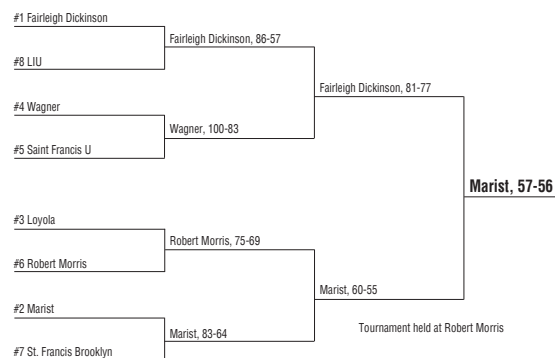 #1 Fairleigh Dickinson
Fairleigh Dickinson, 86-57
#8 LIU
Fairleigh Dickinson, 81-77
#4 Wagner
Wagner, 100-83
#5 Saint Francis U
Marist, 57-56
#3 Loyola
Robert Morris, 75-69
#6 Robert Morris
Marist, 60-55
#2 Marist
Marist, 83-64
#7 St. Francis Brooklyn
Tournament held at Robert Morris